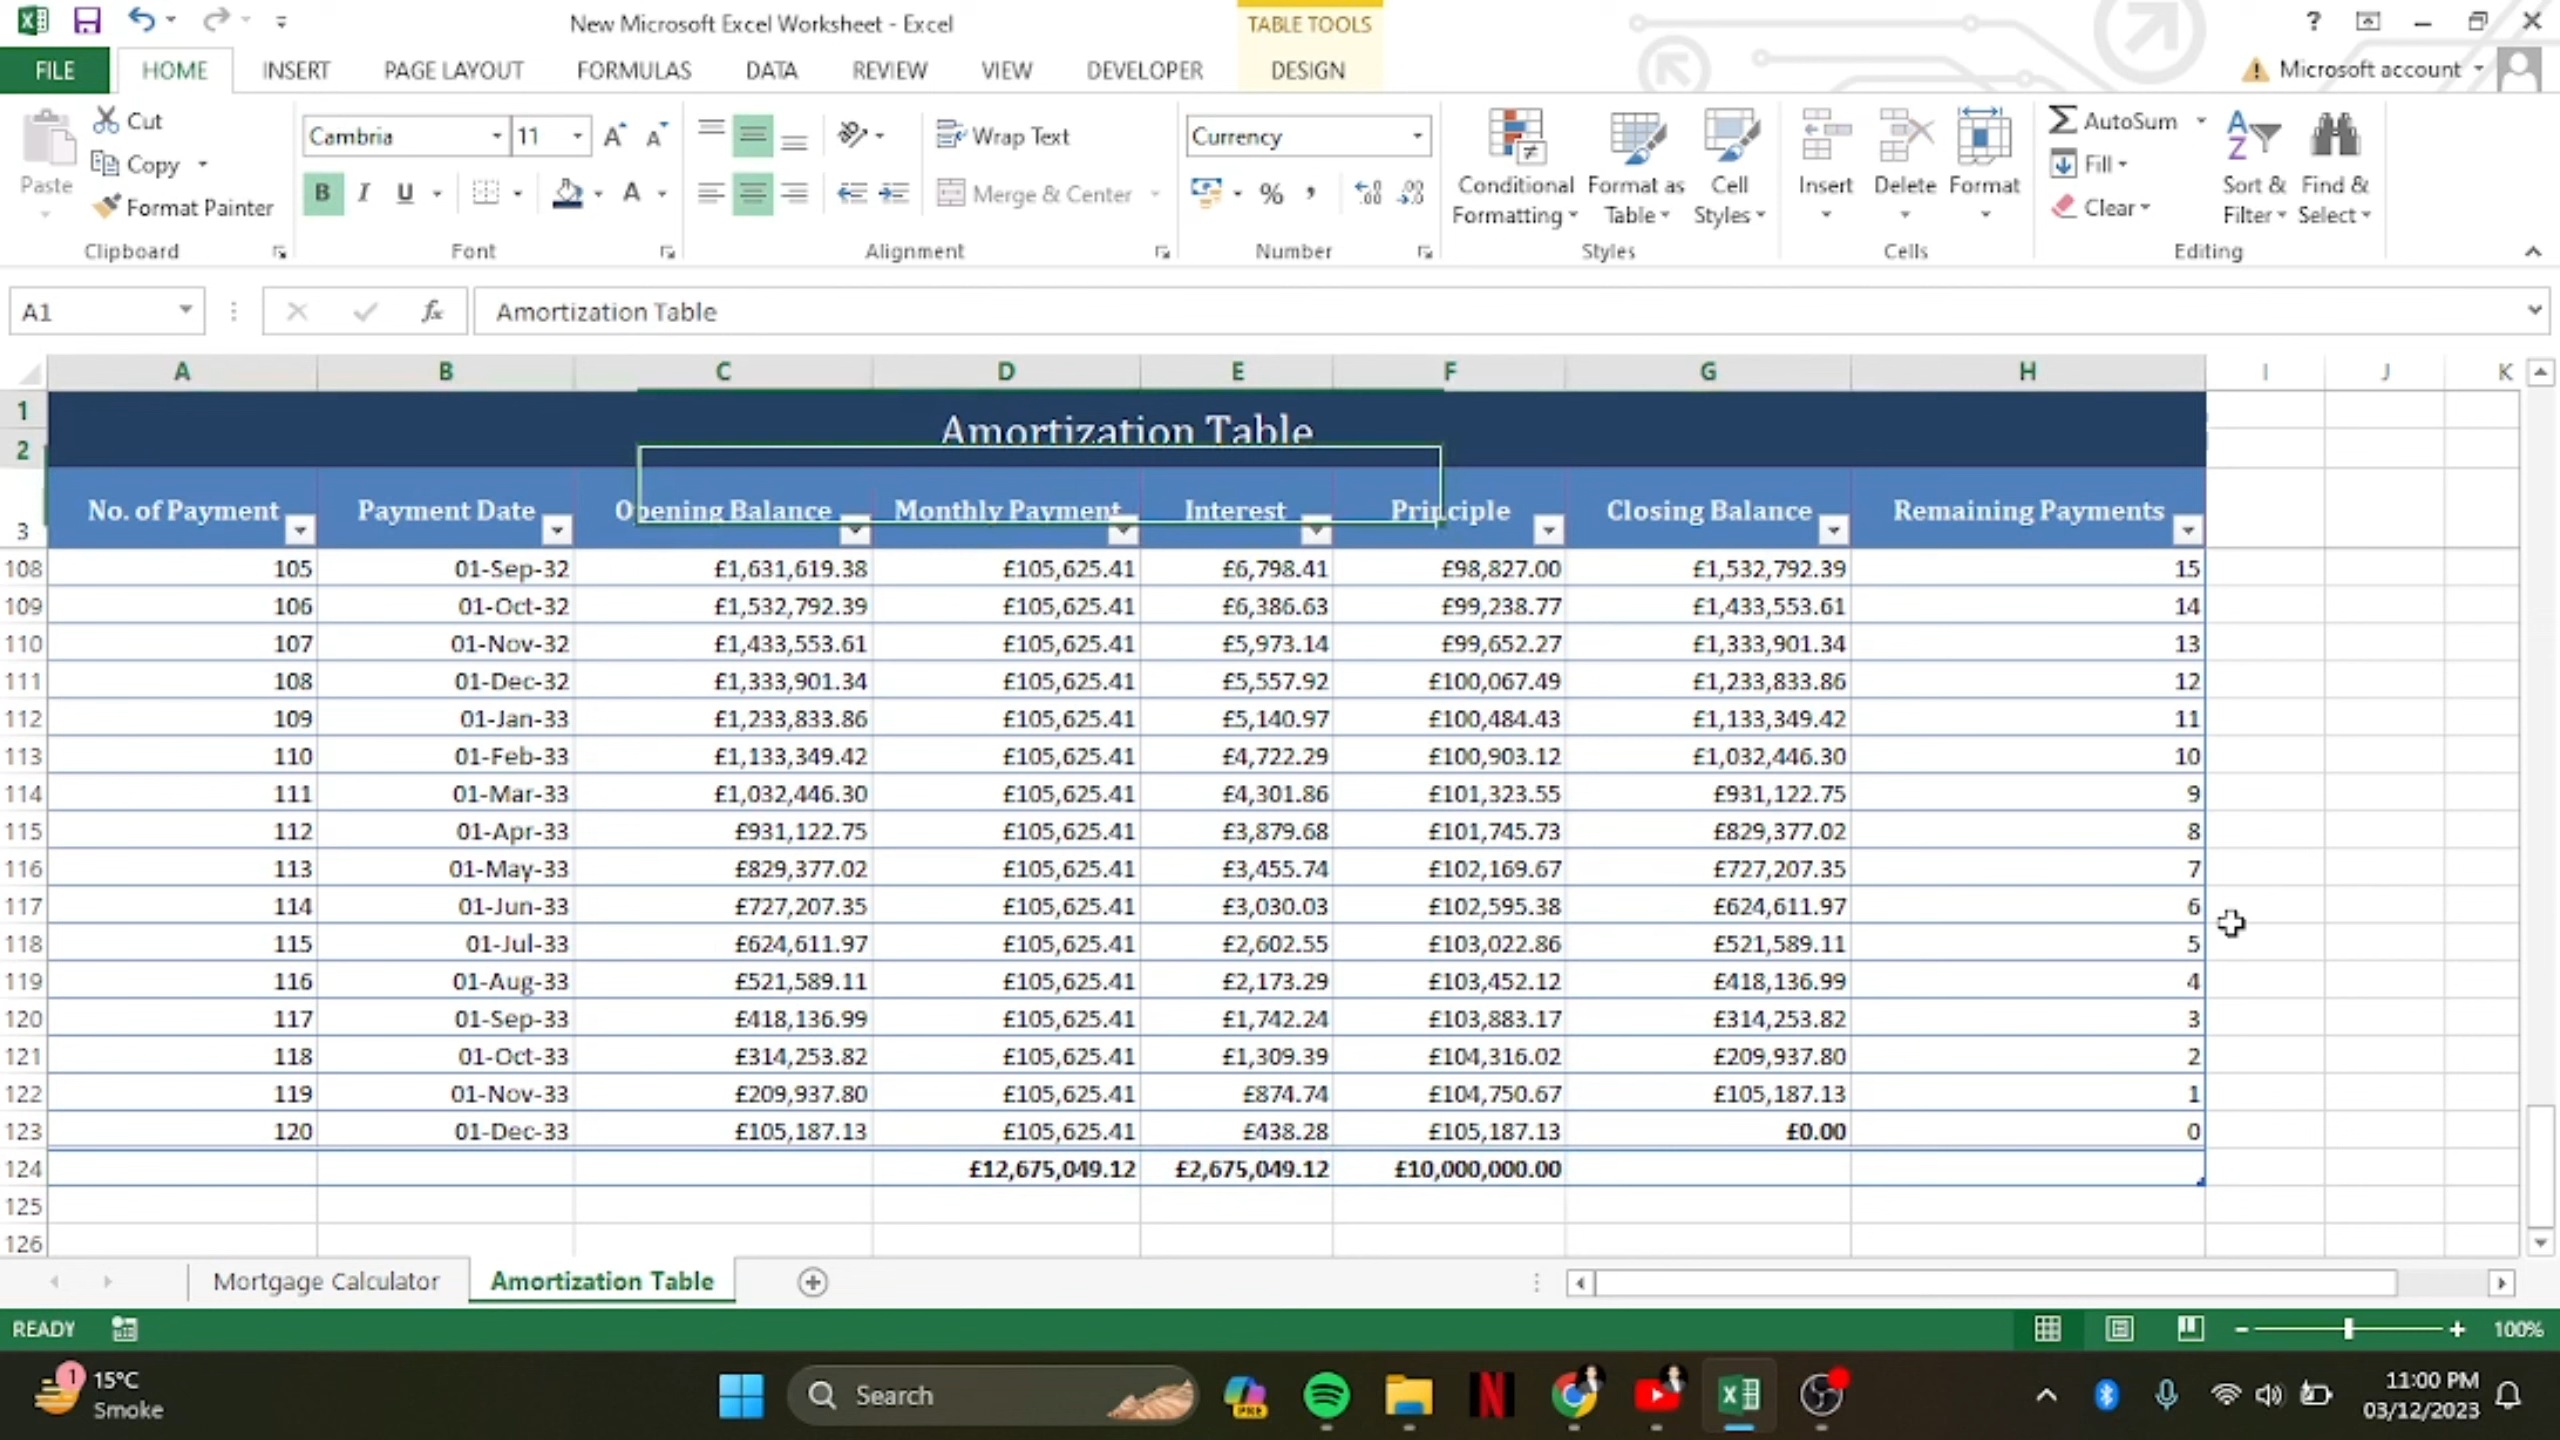 New Microsoft Excel Worksheet - Excel
TABLE TOOLS
?
FILE HOME INSERT PAGE LAYOUT FORMULAS DATA REVIEW VIEW DEVELOPER DESIGN Microsoft account
Paste
Cut
Copy
Format Painter
Clipboard
Cambria 11
B I U
Font
Wrap Text
Merge & Center
Alignment
Currency
%
Number
Conditional Formatting
Format as Table
Cell Styles
Styles
Insert
Delete
Format
Cells
AutoSum
Fill
Clear
Sort & Filter
Find & Select
Editing
A1 fx Amortization Table
A B C D E F G H I J K
1 Amortization Table
2
3 No. of Payment Payment Date Opening Balance Monthly Payment Interest Principle Closing Balance Remaining Payments
108 105 01-Sep-32 £1,631,619.38 £105,625.41 £6,798.41 £98,827.00 £1,532,792.39 15
109 106 01-Oct-32 £1,532,792.39 £105,625.41 £6,386.63 £99,238.77 £1,433,553.61 14
110 107 01-Nov-32 £1,433,553.61 £105,625.41 £5,973.14 £99,652.27 £1,333,901.34 13
111 108 01-Dec-32 £1,333,901.34 £105,625.41 £5,557.92 £100,067.49 £1,233,833.86 12
112 109 01-Jan-33 £1,233,833.86 £105,625.41 £5,140.97 £100,484.43 £1,133,349.42 11
113 110 01-Feb-33 £1,133,349.42 £105,625.41 £4,722.29 £100,903.12 £1,032,446.30 10
114 111 01-Mar-33 £1,032,446.30 £105,625.41 £4,301.86 £101,323.55 £931,122.75 9
115 112 01-Apr-33 £931,122.75 £105,625.41 £3,879.68 £101,745.73 £829,377.02 8
116 113 01-May-33 £829,377.02 £105,625.41 £3,455.74 £102,169.67 £727,207.35 7
117 114 01-Jun-33 £727,207.35 £105,625.41 £3,030.03 £102,595.38 £624,611.97 6
118 115 01-Jul-33 £624,611.97 £105,625.41 £2,602.55 £103,022.86 £521,589.11 5
119 116 01-Aug-33 £521,589.11 £105,625.41 £2,173.29 £103,452.12 £418,136.99 4
120 117 01-Sep-33 £418,136.99 £105,625.41 £1,742.24 £103,883.17 £314,253.82 3
121 118 01-Oct-33 £314,253.82 £105,625.41 £1,309.39 £104,316.02 £209,937.80 2
122 119 01-Nov-33 £209,937.80 £105,625.41 £874.74 £104,750.67 £105,187.13 1
123 120 01-Dec-33 £105,187.13 £105,625.41 £438.28 £105,187.13 £0.00 0
124 £12,675,049.12 £2,675,049.12 £10,000,000.00
125
126
Mortgage Calculator Amortization Table
READY 100%
1 15°C
Smoke
Search
PRE
11:00 PM
03/12/2023